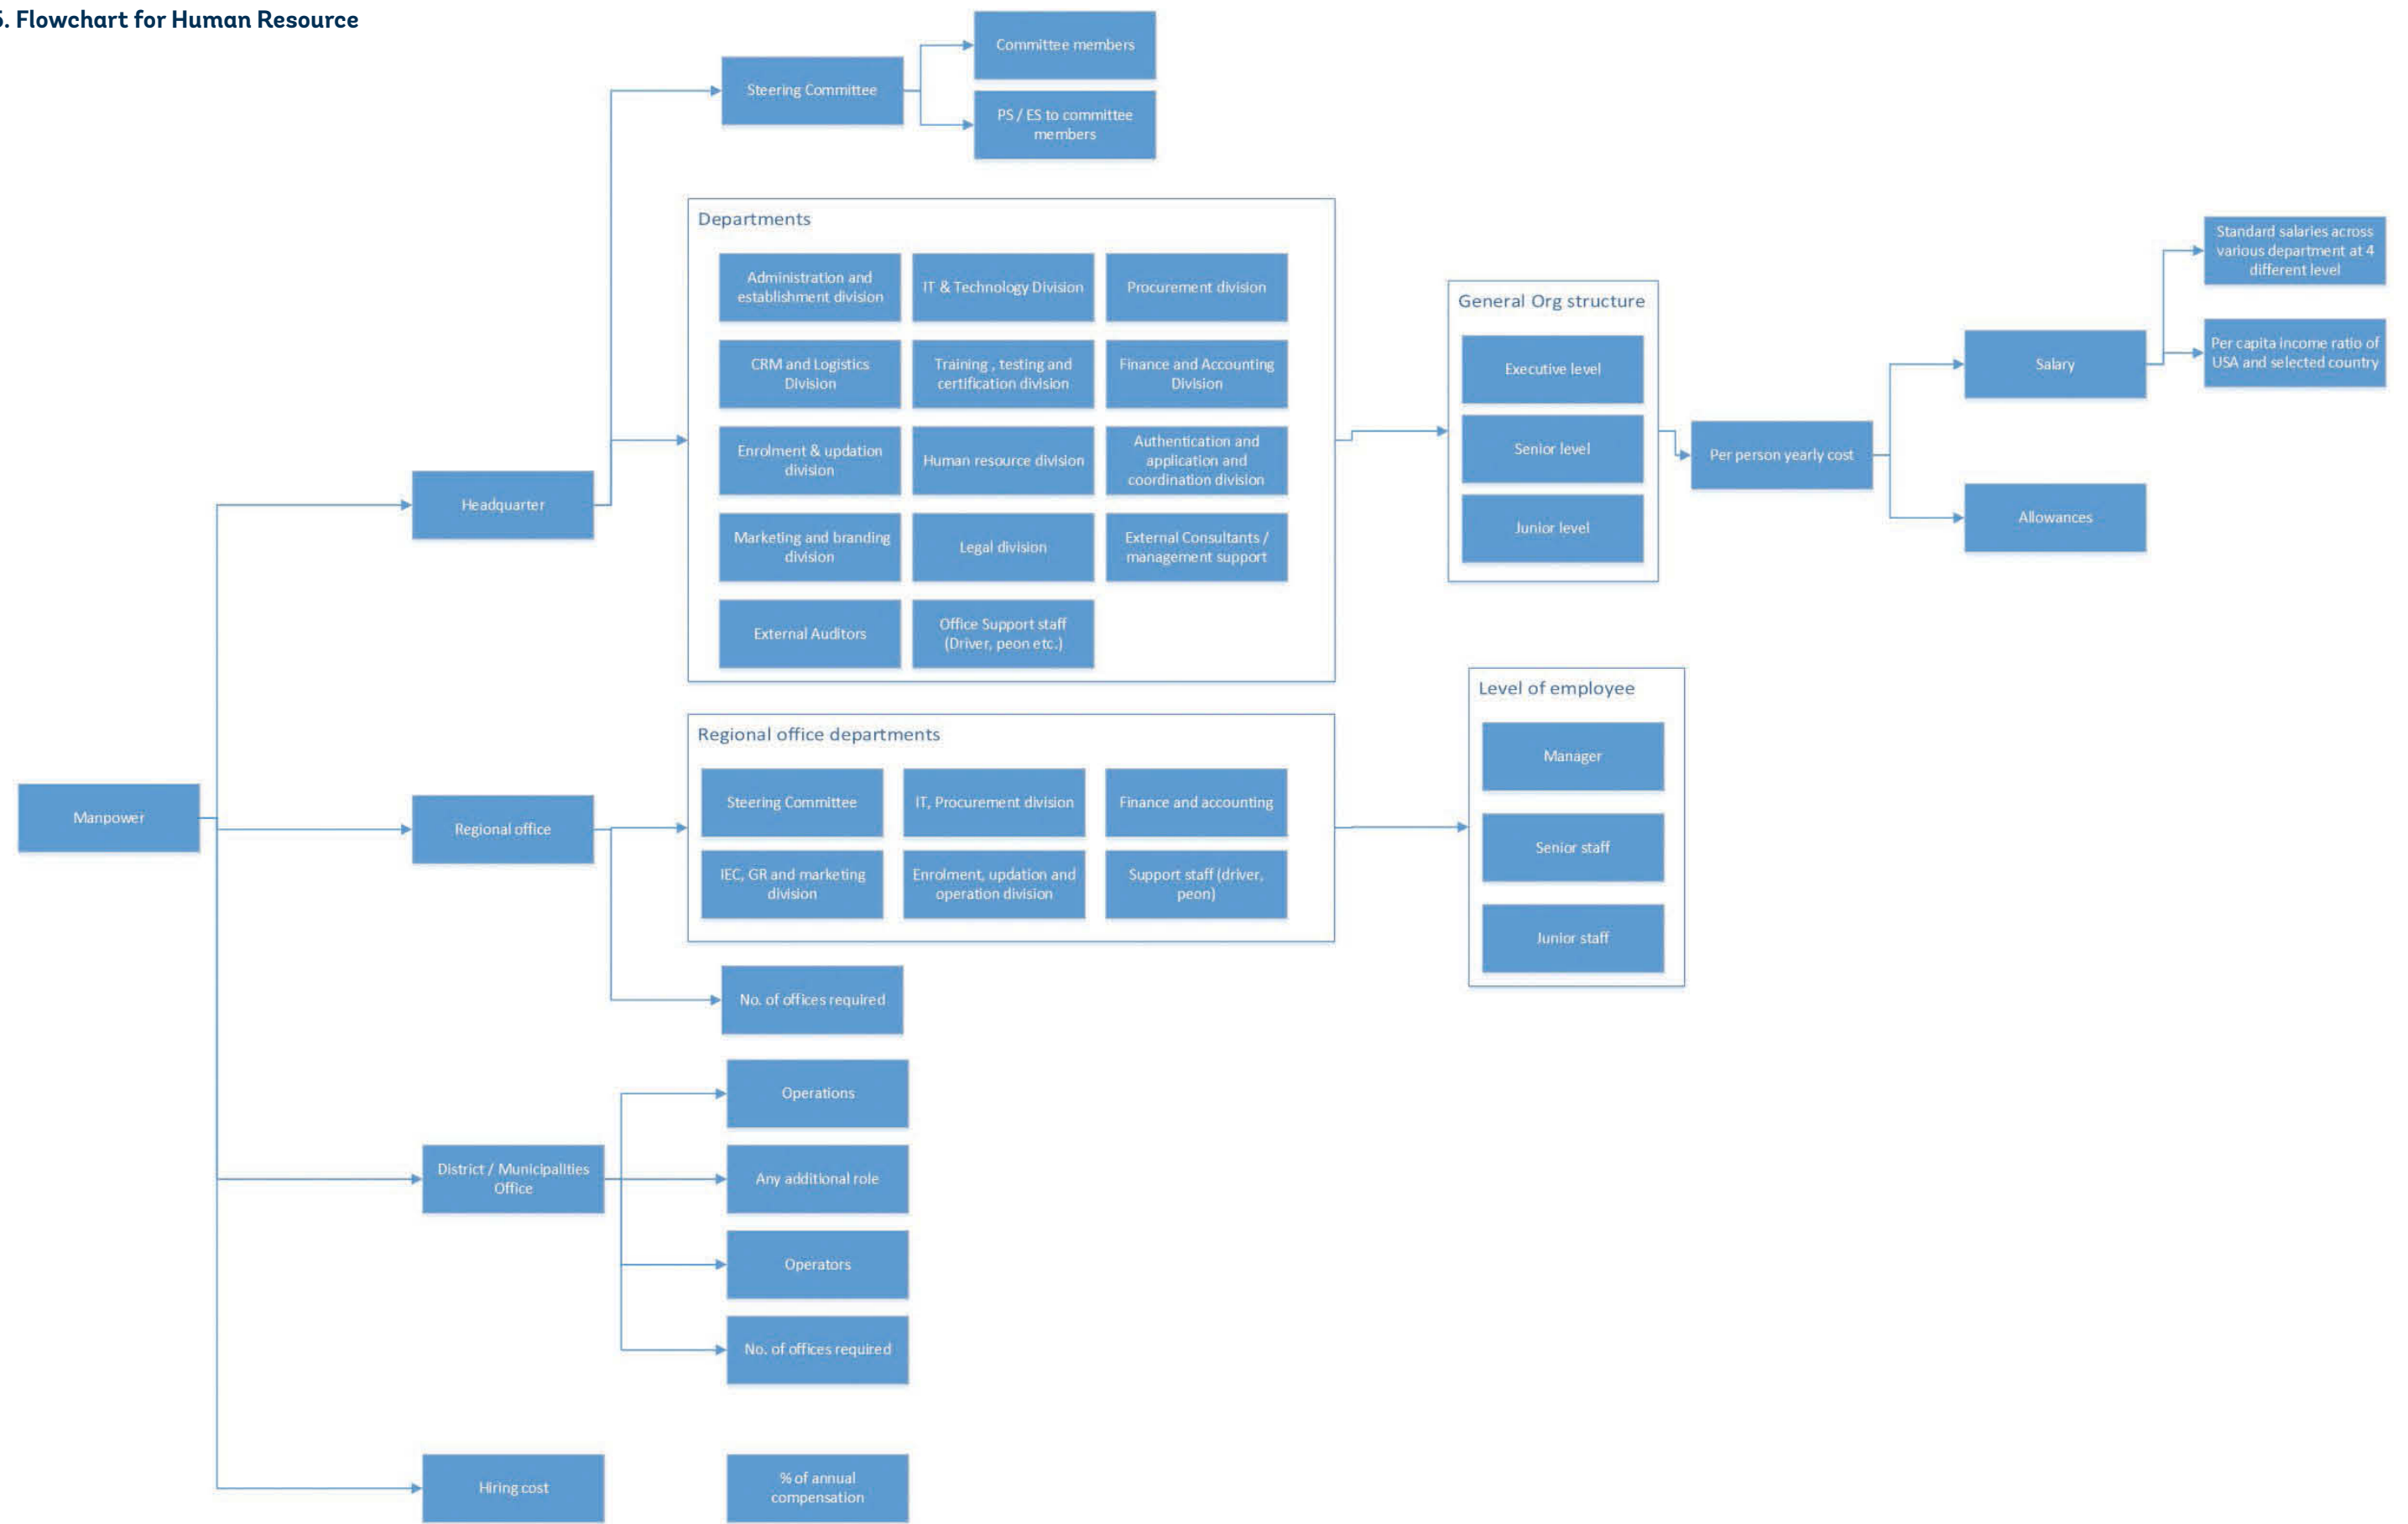 5. Flowchart for Human Resource
Committee members
Steering Committee
PS / ES to committee
members
Departments
Administration and
establishment division
IT & Technology Division
Procurement division
CRM and Logistics
Division
Training , testing and
certification division
Finance and Accounting
Division
Enrolment & updation
division
Human resource division
Authentication and
application and
coordination division
Marketing and branding
division
Legal division
External Consultants /
management support
External Auditors
Office Support staff
(Driver, peon etc.)
General Org structure
Executive level
Senior level
Junior level
Per person yearly cost
Salary
Allowances
Standard salaries across
various department at 4
different level
Per capita income ratio of
USA and selected country
Headquarter
Manpower
Regional office
Regional office departments
Steering Committee
IT, Procurement division
Finance and accounting
IEC, GR and marketing
division
Enrolment, updation and
operation division
Support staff (driver,
peon)
Level of employee
Manager
Senior staff
Junior staff
No. of offices required
District / Municipalities
Office
Operations
Any additional role
Operators
No. of offices required
Hiring cost
% of annual
compensation